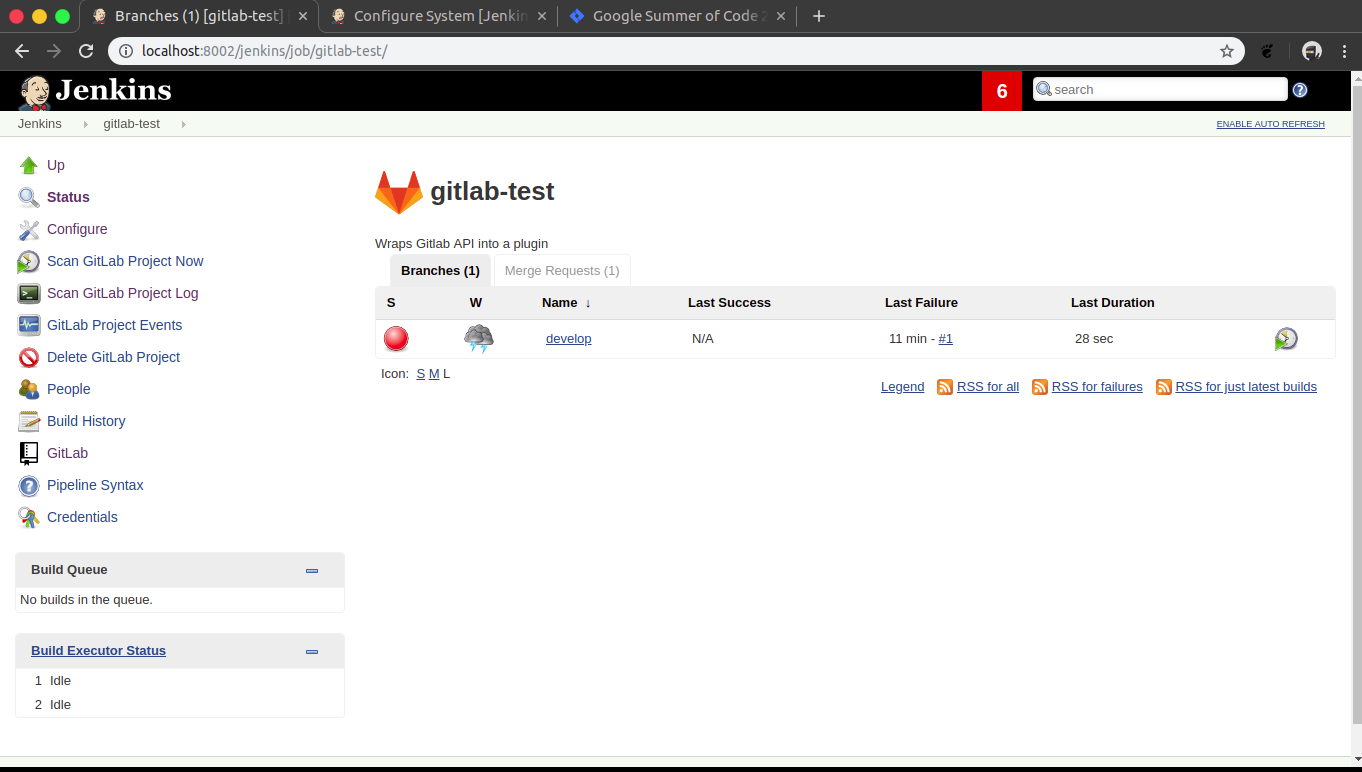 Branches (1) [gitlab-test]
Configure System [Jenkin
Google Summer of Code 2
localhost:8002/jenkins/job/gitlab-test/
Jenkins
6
search
Jenkins
gitlab-test
ENABLE AUTO REFRESH
Up
Status
Configure
Scan GitLab Project Now
Scan GitLab Project Log
GitLab Project Events
Delete GitLab Project
People
Build History
GitLab
Pipeline Syntax
Credentials
Build Queue
No builds in the queue.
Build Executor Status
1 Idle
2 Idle
gitlab-test
Wraps Gitlab API into a plugin
Branches (1)
Merge Requests (1)
S W Name ↓ Last Success Last Failure Last Duration
develop N/A 11 min - #1 28 sec
Icon: S M L
Legend RSS for all RSS for failures RSS for just latest builds